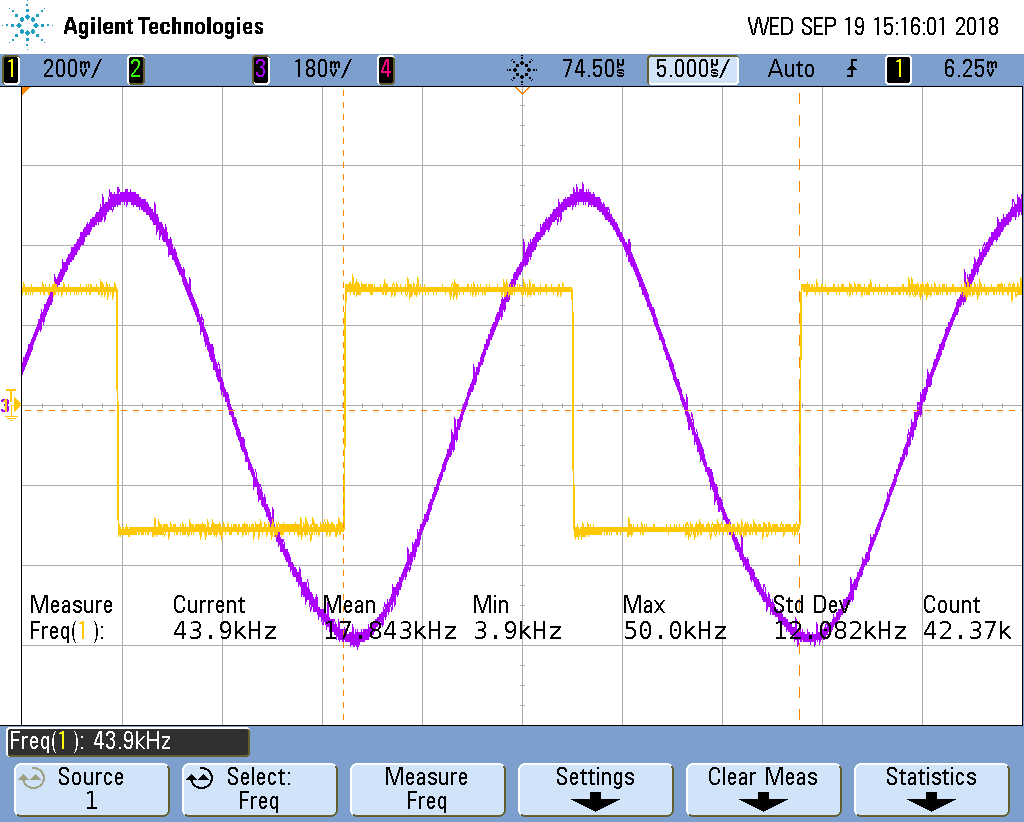 Agilent Technologies WED SEP 19 15:16:01 2018
1 200mV/ 2 3 180mV/ 4 74.50µs 5.000µs/ Auto 1 6.25mV
3
Measure Current Mean Min Max Std Dev Count
Freq(1): 43.9kHz 17.843kHz 3.9kHz 50.0kHz 12.082kHz 42.37k
Freq(1): 43.9kHz
Source Select: Measure Settings Clear Meas Statistics
1 Freq Freq